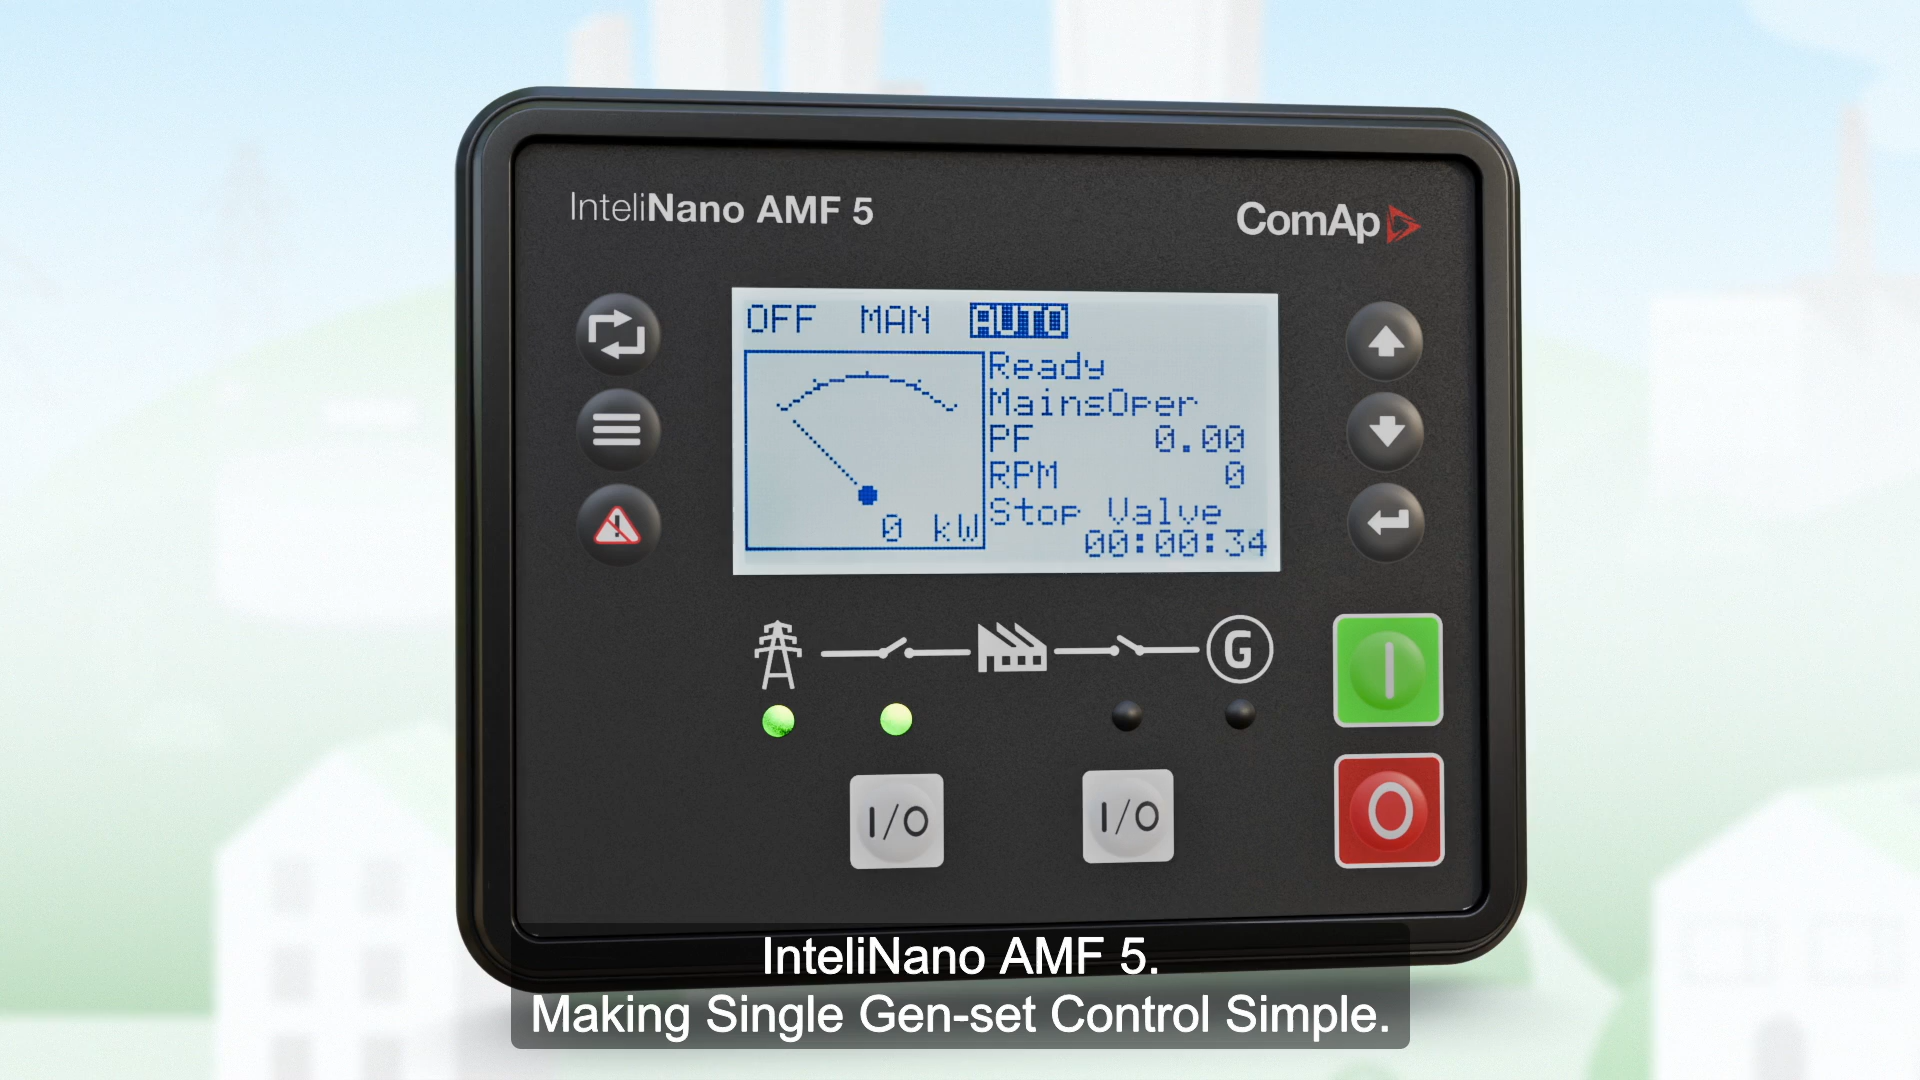 InteliNano AMF 5
ComAp
OFF MAN AUTO
Ready
MainsOper
PF 0.00
RPM 0
Stop Valve
00:00:34
0 kW
G
I
I/O I/O
O
InteliNano AMF 5.
Making Single Gen-set Control Simple.